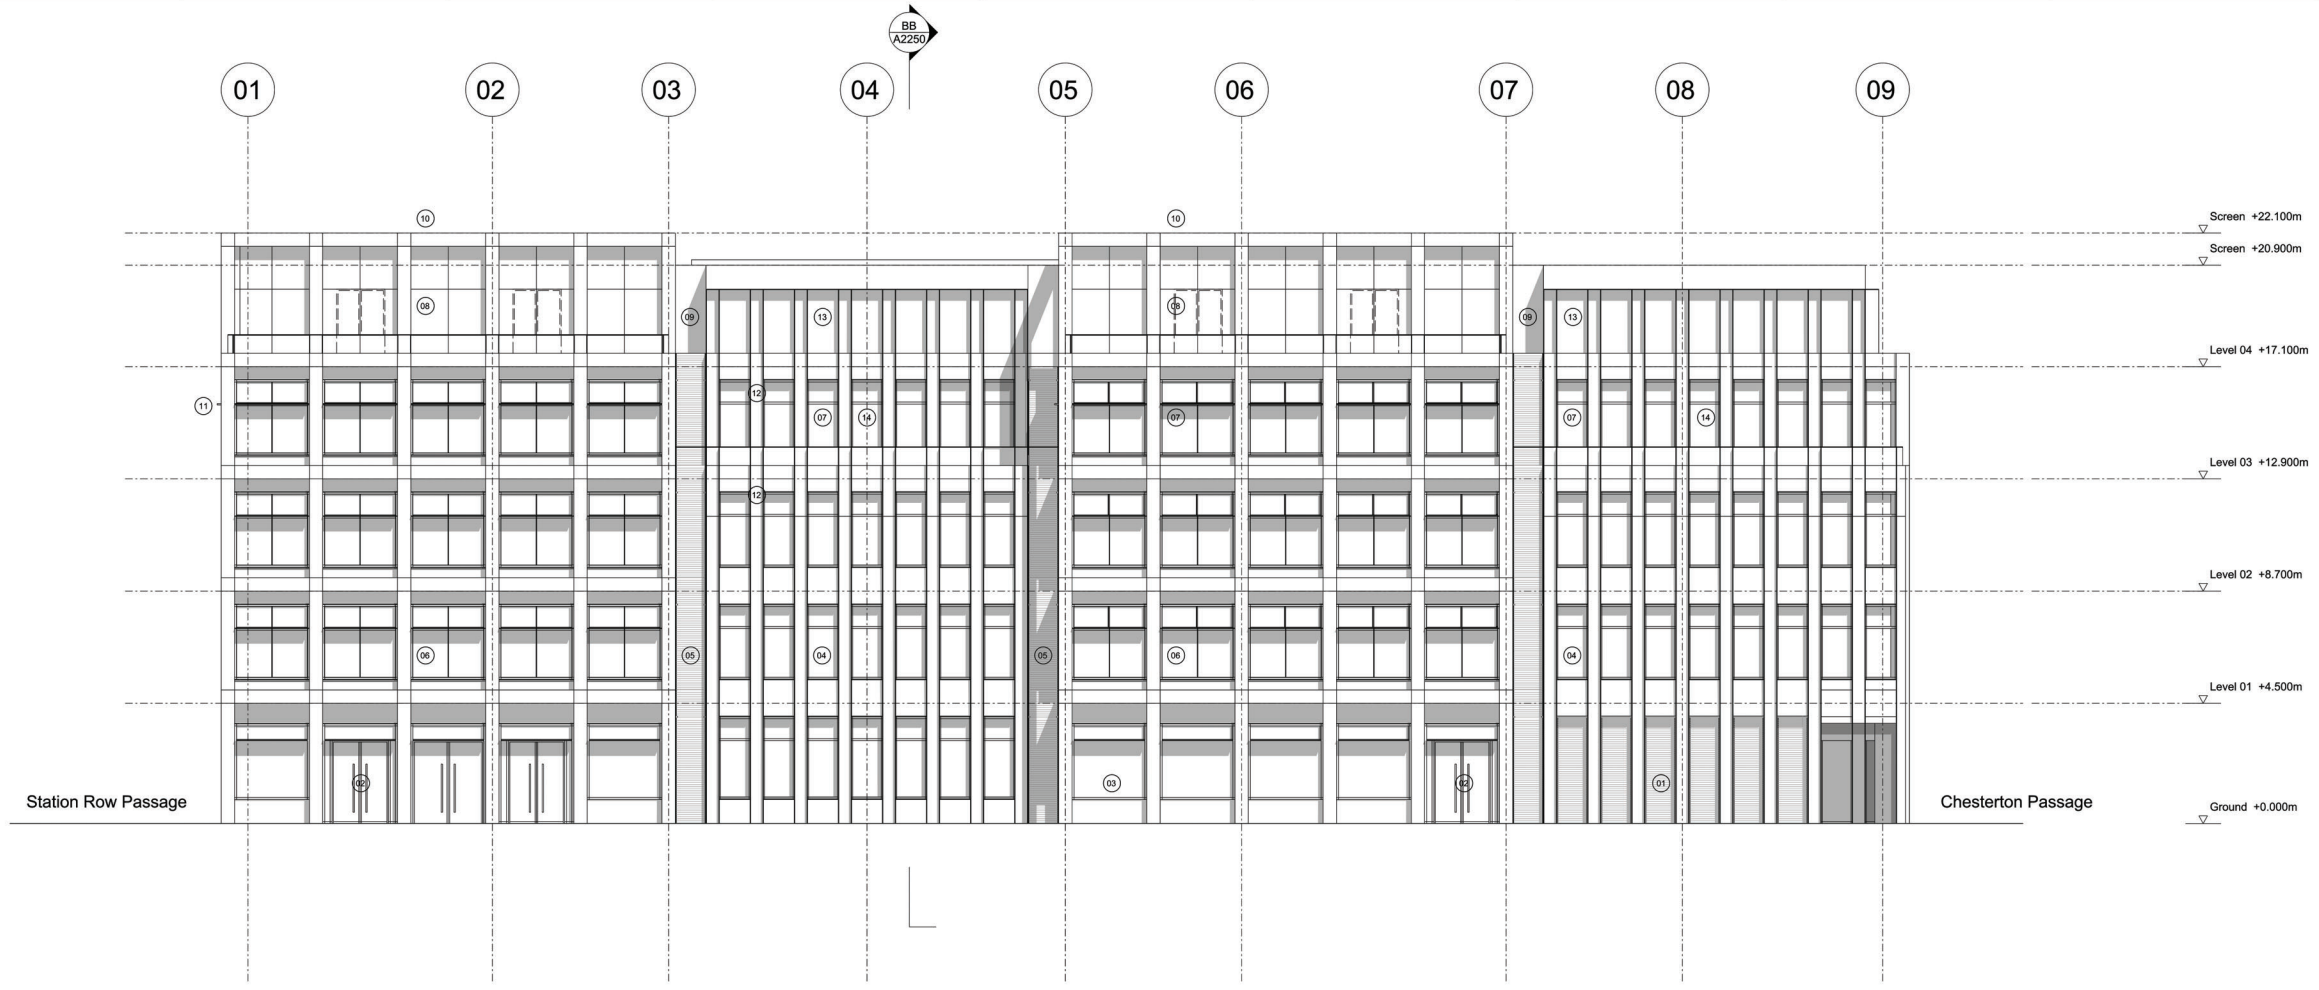 BB
A2250
01 02 03 04 05 06 07 08 09
10 10
Screen +22.100m
Screen +20.900m
08 08
09 13 09 13
Level 04 +17.100m
12
11
07 14 07 07 14
Level 03 +12.900m
12
Level 02 +8.700m
06 05 04 05 06 04
Level 01 +4.500m
02 03 02 01
Station Row Passage
Chesterton Passage
Ground +0.000m